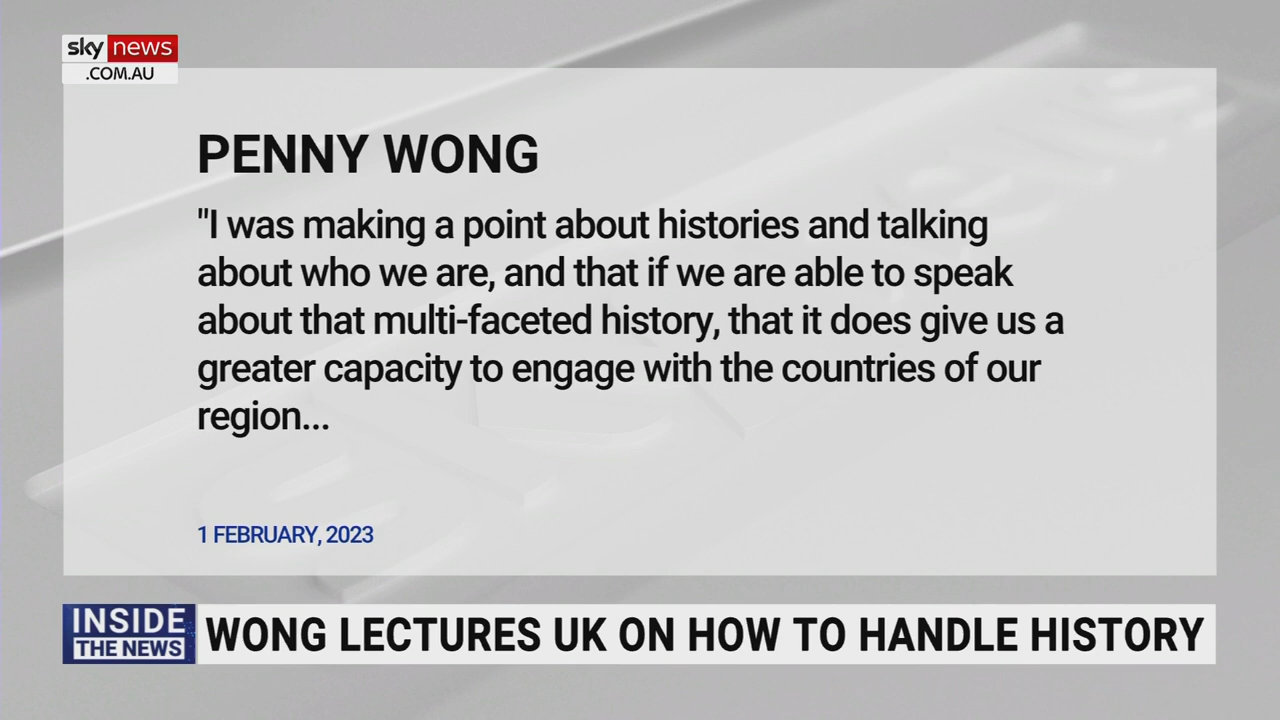 sky news
.COM.AU
PENNY WONG
"I was making a point about histories and talking
about who we are, and that if we are able to speak
about that multi-faceted history, that it does give us a
greater capacity to engage with the countries of our
region...
1 FEBRUARY, 2023
INSIDE
THE NEWS
WONG LECTURES UK ON HOW TO HANDLE HISTORY